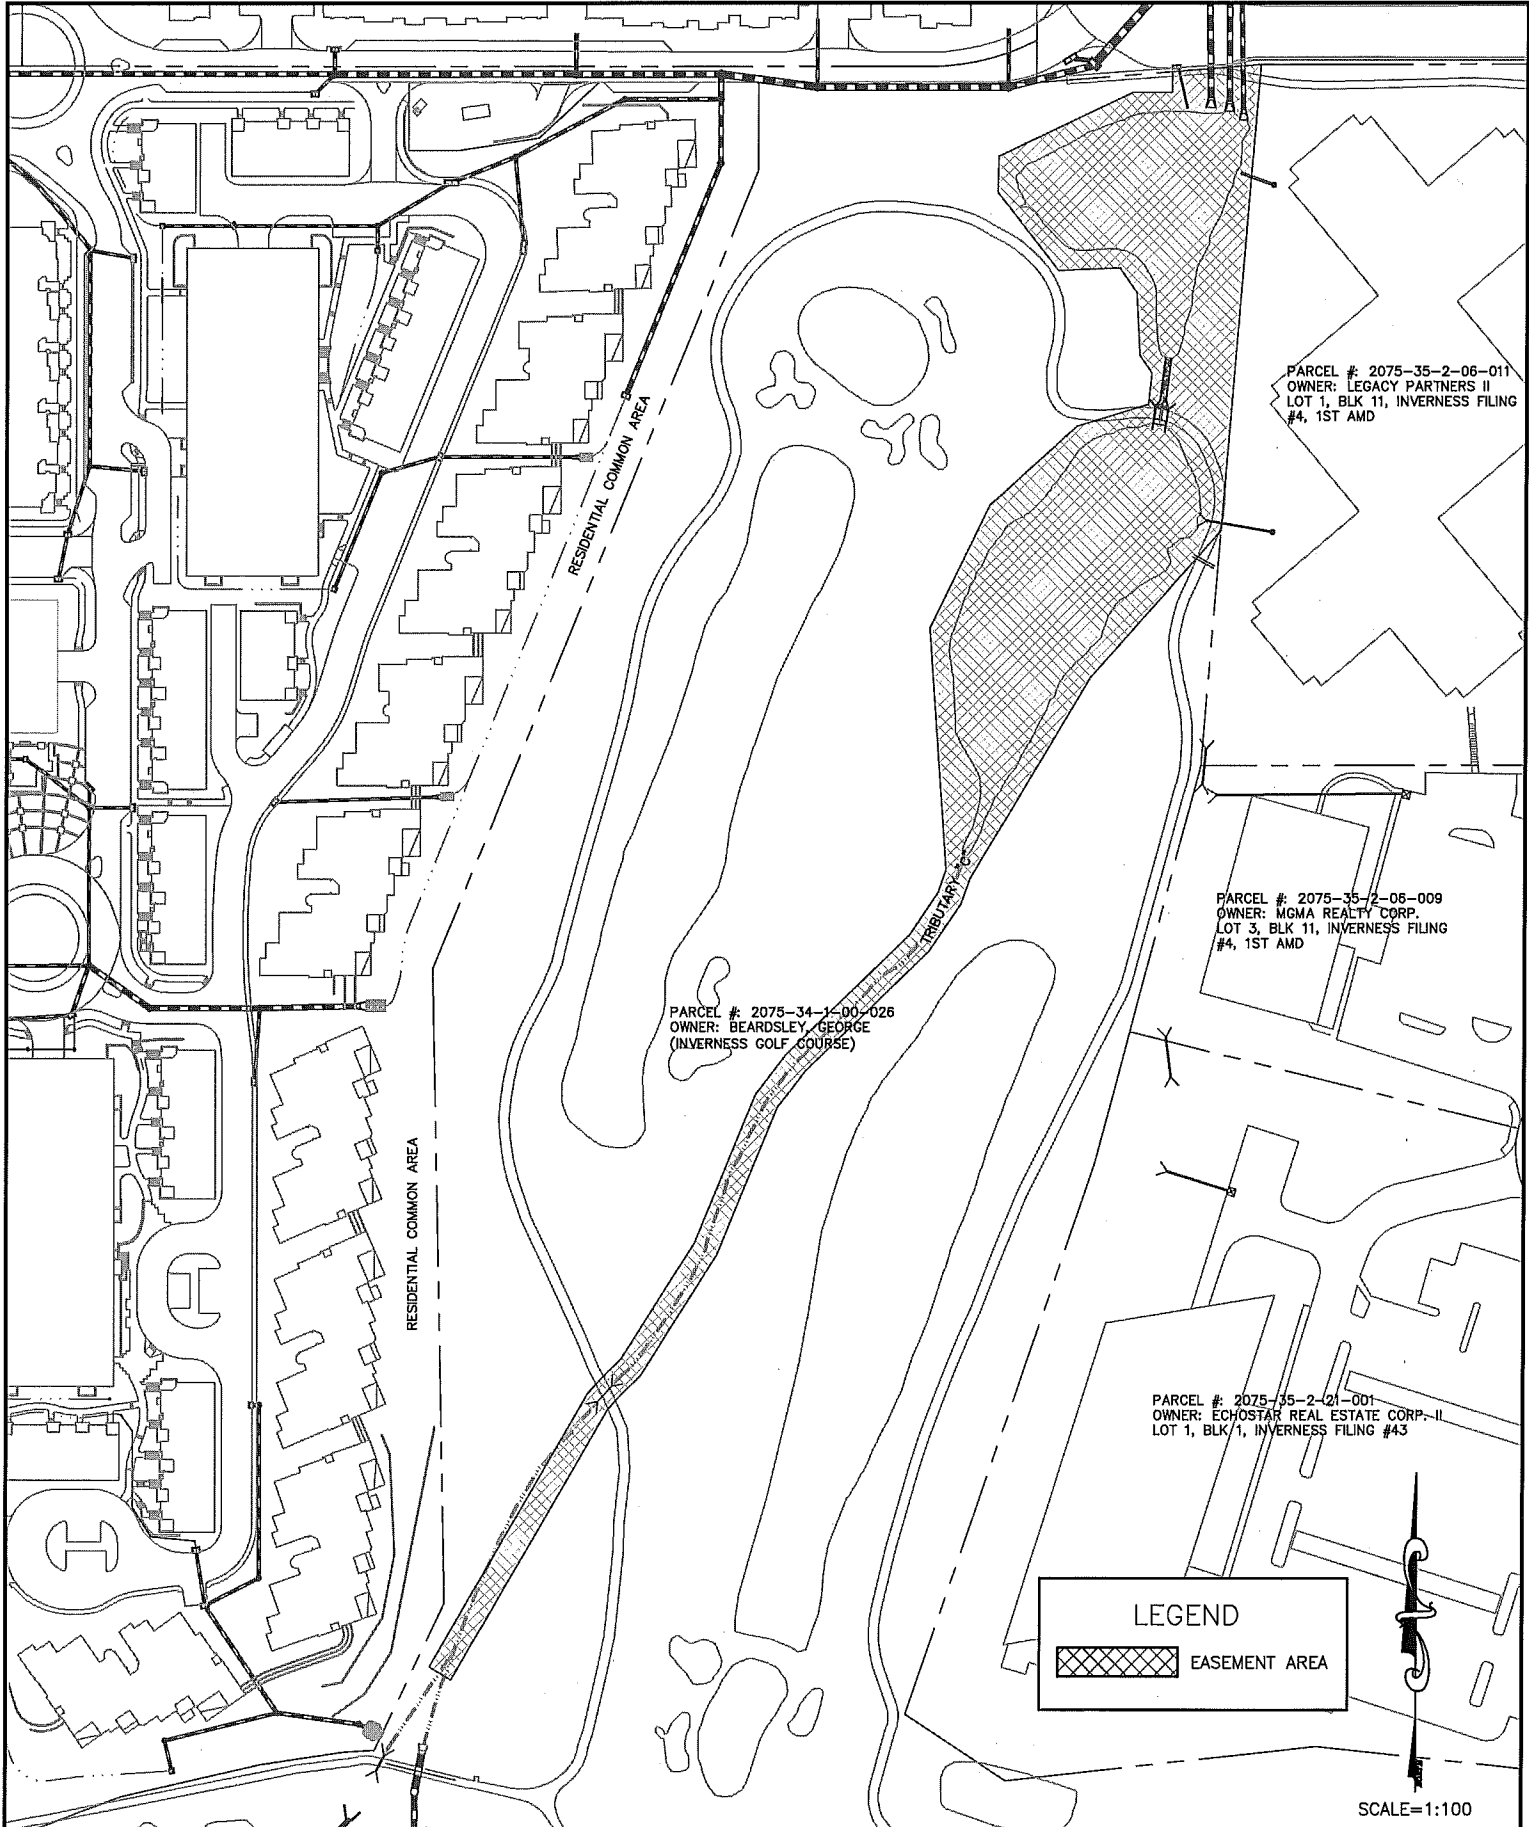 PARCEL #: 2075-35-2-06-011
OWNER: LEGACY PARTNERS II
LOT 1, BLK 11, INVERNESS FILING
#4, 1ST AMD
RESIDENTIAL COMMON AREA
TRIBUTARY "C"
PARCEL #: 2075-35-2-06-009
OWNER: MGMA REALTY CORP.
LOT 3, BLK 11, INVERNESS FILING
#4, 1ST AMD
PARCEL #: 2075-34-1-00-026
OWNER: BEARDSLEY, GEORGE
(INVERNESS GOLF COURSE)
RESIDENTIAL COMMON AREA
PARCEL #: 2075-35-2-21-001
OWNER: ECHOSTAR REAL ESTATE CORP. II
LOT 1, BLK 1, INVERNESS FILING #43
LEGEND
EASEMENT AREA
SCALE=1:100